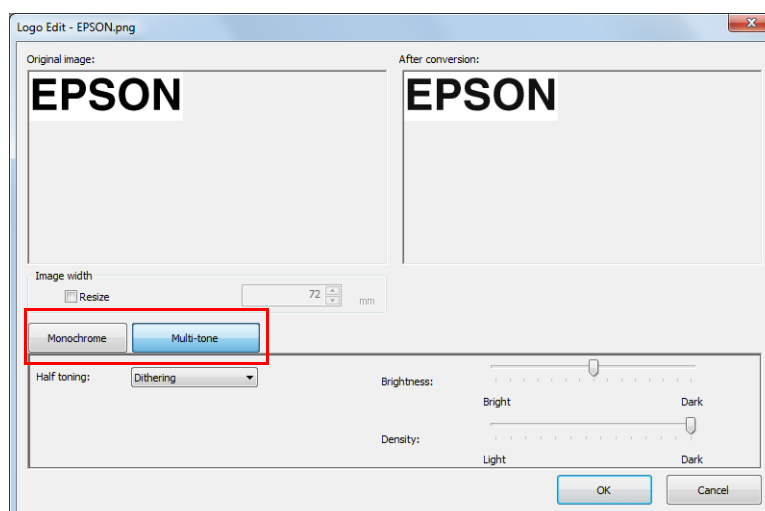 Logo Edit - EPSON.png
Original image:
After conversion:
EPSON
EPSON
Image width
Resize
72
mm
Monochrome
Multi-tone
Half toning:
Dithering
Brightness:
Bright
Dark
Density:
Light
Dark
OK
Cancel